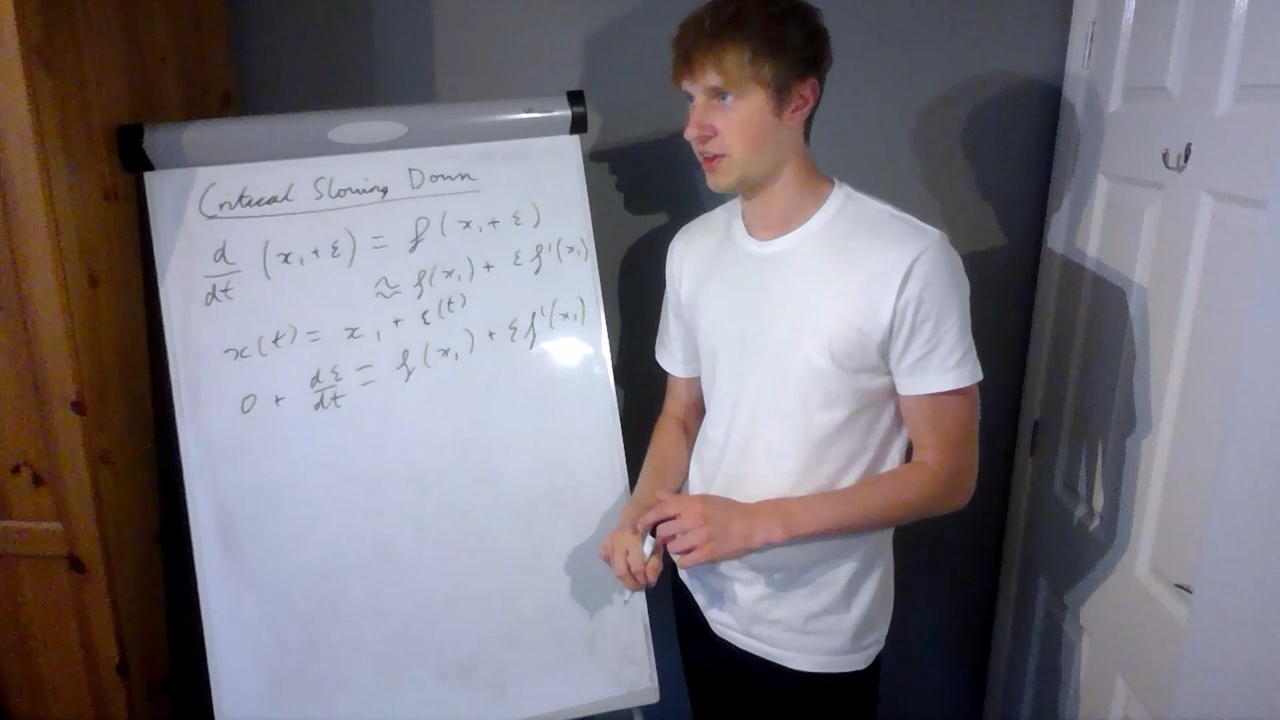 Critical Slowing Down
d/dt (x₁ + ε) = f(x₁ + ε)
≈ f(x₁) + ε f'(x₁)
x(t) = x₁ + ε(t)
0 + dε/dt = f(x₁) + ε f'(x₁)